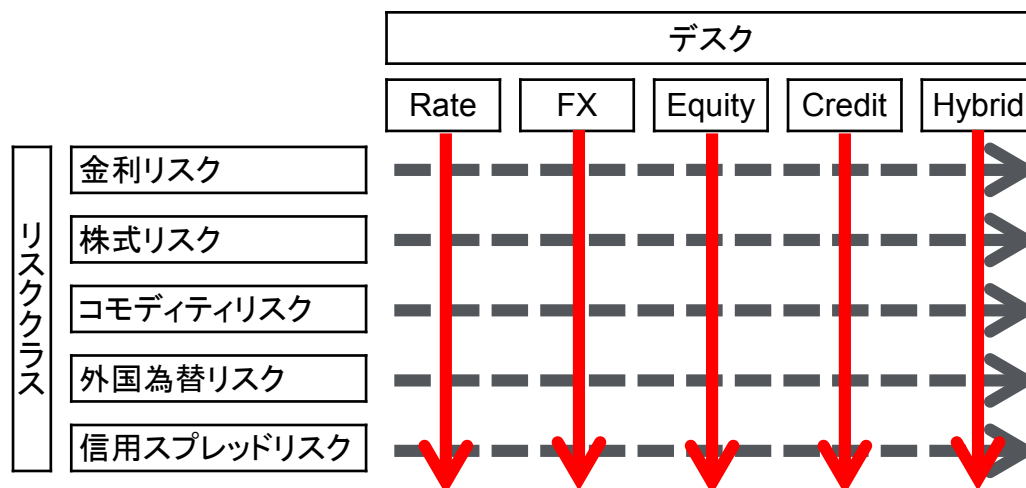 デスク
Rate
FX
Equity
Credit
Hybrid
リスククラス
金利リスク
株式リスク
コモディティリスク
外国為替リスク
信用スプレッドリスク